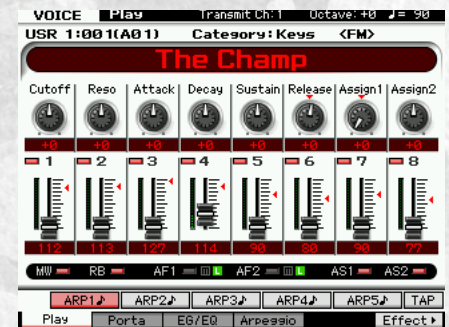 VOICE Play Transmit Ch:1 Octave:+0 ♩= 90
USR 1:001(A01) Category:Keys <FM>
The Champ
Cutoff Reso Attack Decay Sustain Release Assign1 Assign2
+0 +0 +0 +0 +0 +0 +0 +0
1 2 3 4 5 6 7 8
112 113 127 114 90 80 90 77
MW RB AF1 m L AF2 m L AS1 AS2
ARP1♪ ARP2♪ ARP3♪ ARP4♪ ARP5♪ TAP
Play Porta EG/EQ Arpeggio Effect